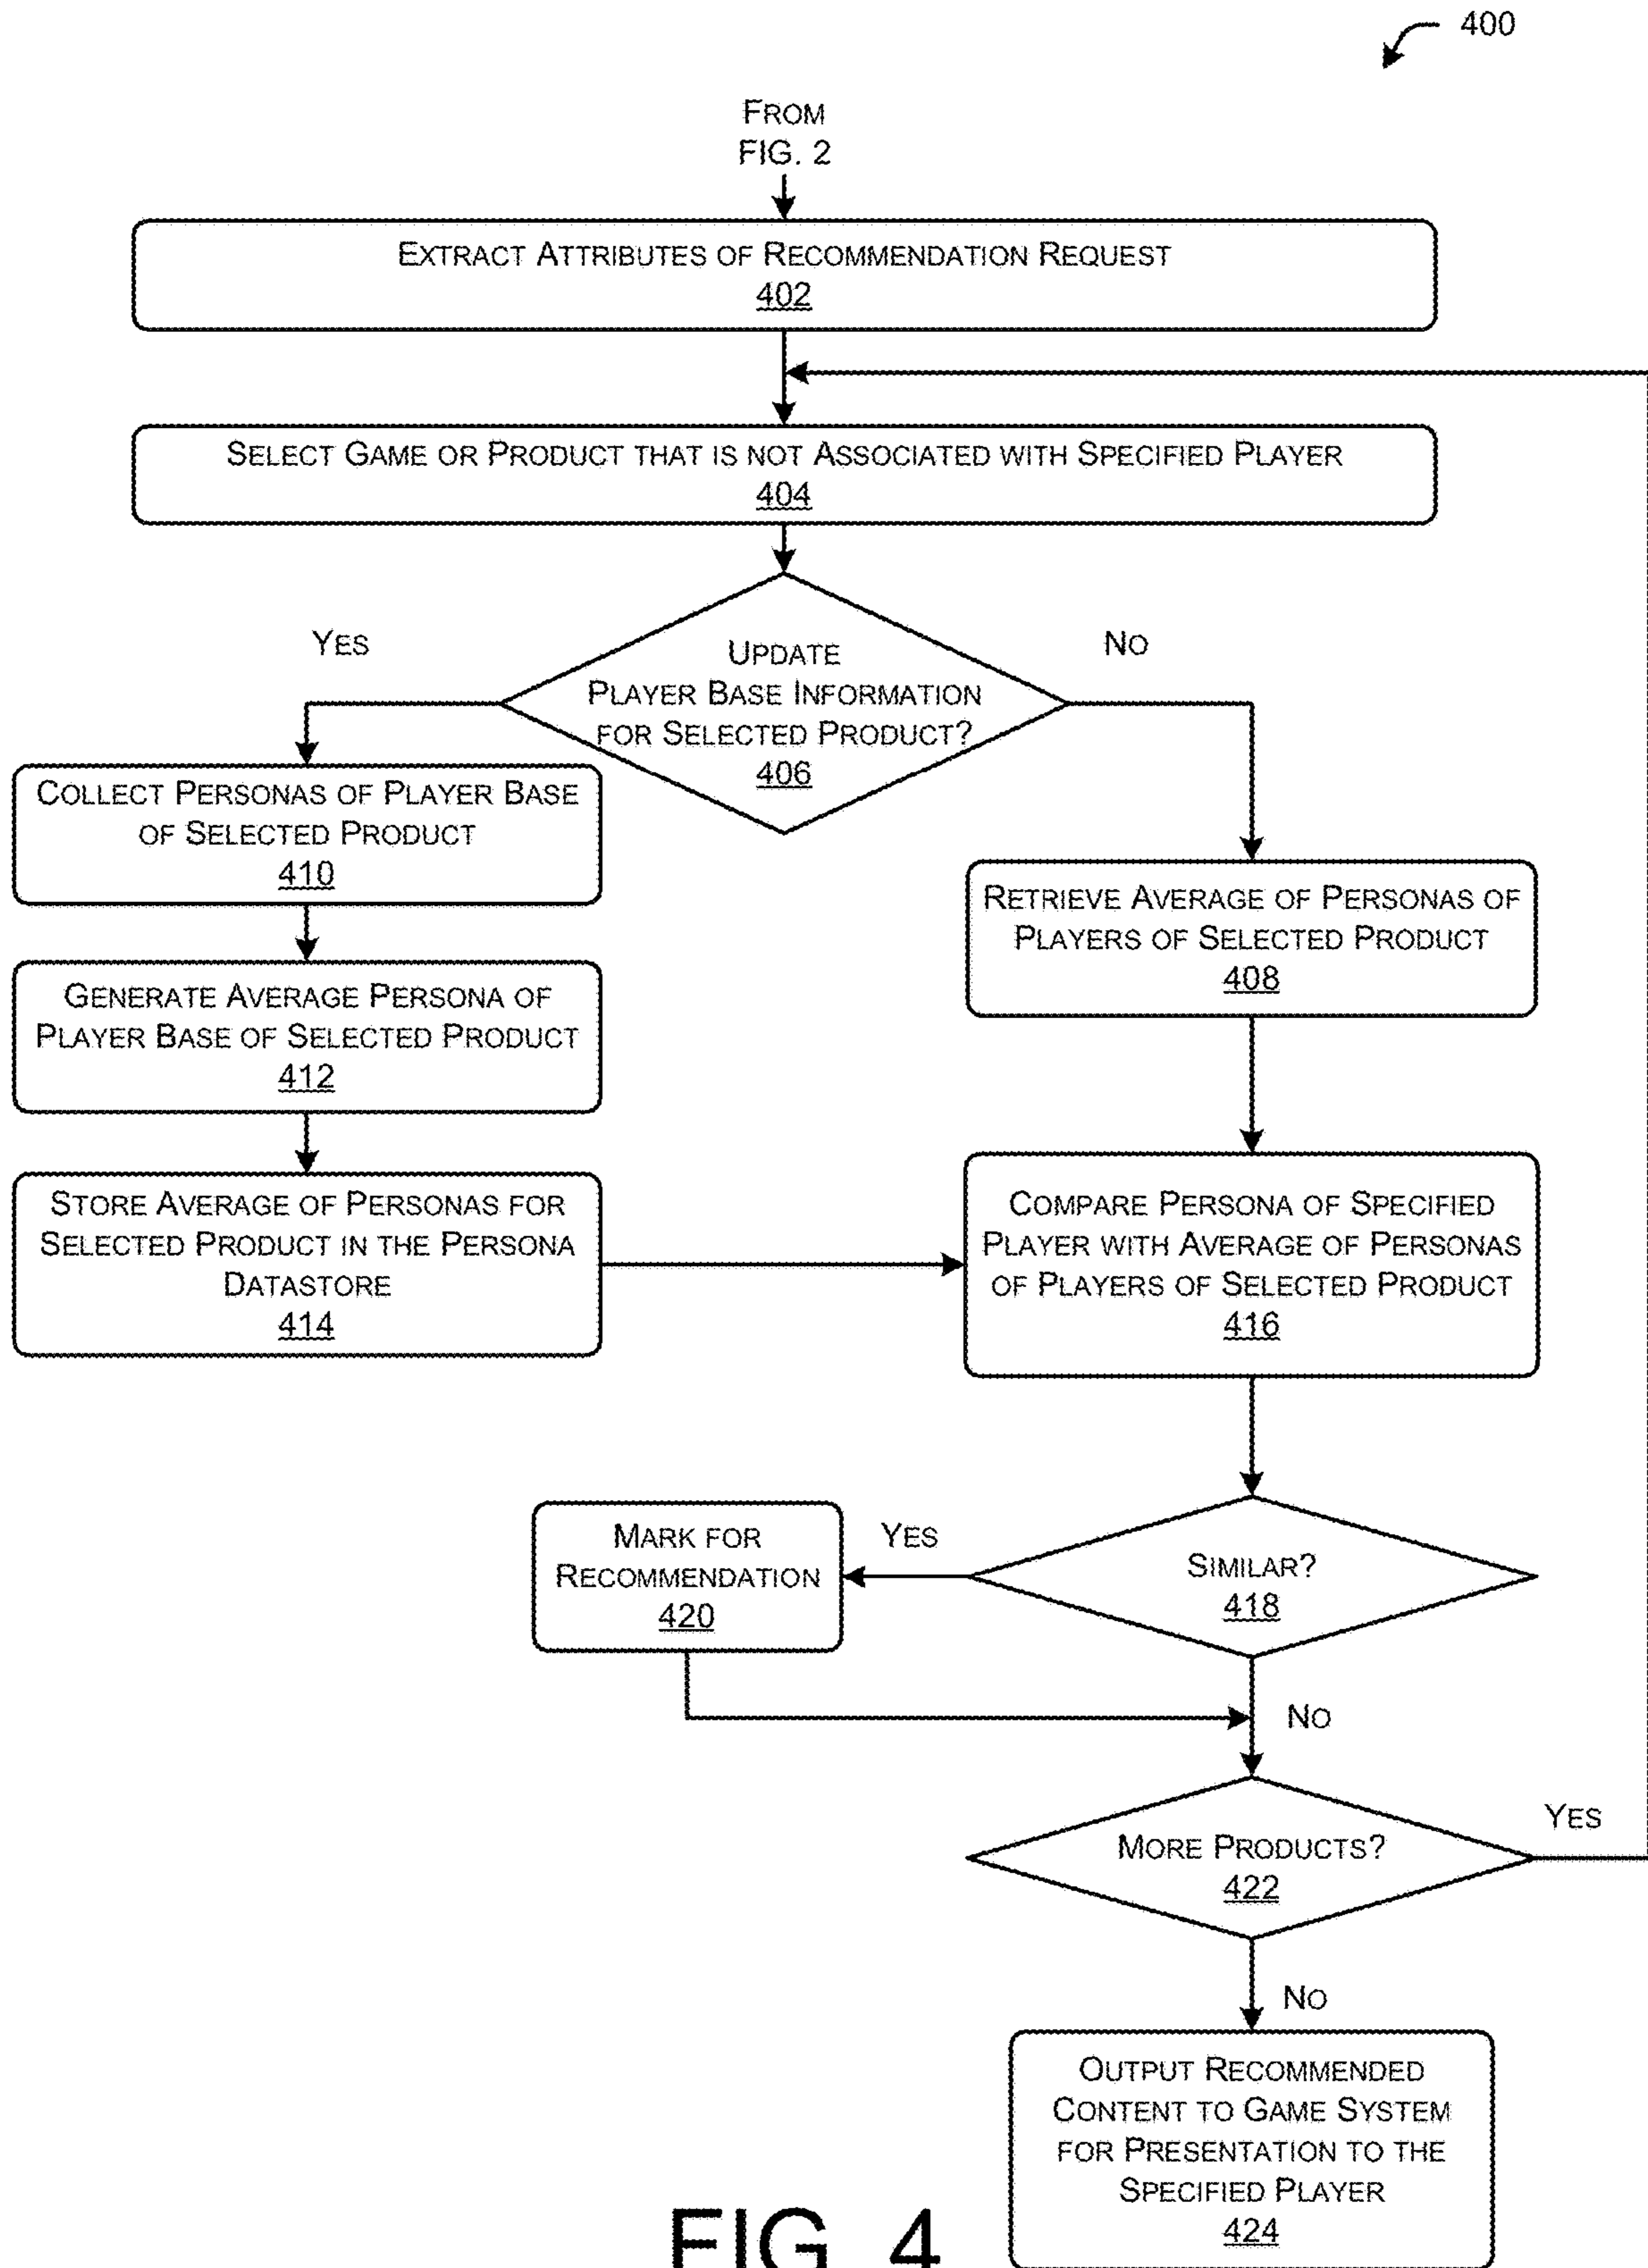 400
FROM
FIG. 2
EXTRACT ATTRIBUTES OF RECOMMENDATION REQUEST
402
SELECT GAME OR PRODUCT THAT IS NOT ASSOCIATED WITH SPECIFIED PLAYER
404
YES
NO
UPDATE
PLAYER BASE INFORMATION
FOR SELECTED PRODUCT?
406
COLLECT PERSONAS OF PLAYER BASE
OF SELECTED PRODUCT
410
RETRIEVE AVERAGE OF PERSONAS OF
PLAYERS OF SELECTED PRODUCT
408
GENERATE AVERAGE PERSONA OF
PLAYER BASE OF SELECTED PRODUCT
412
STORE AVERAGE OF PERSONAS FOR
SELECTED PRODUCT IN THE PERSONA
DATASTORE
414
COMPARE PERSONA OF SPECIFIED
PLAYER WITH AVERAGE OF PERSONAS
OF PLAYERS OF SELECTED PRODUCT
416
MARK FOR
RECOMMENDATION
420
YES
SIMILAR?
418
NO
MORE PRODUCTS?
422
YES
NO
OUTPUT RECOMMENDED
CONTENT TO GAME SYSTEM
FOR PRESENTATION TO THE
SPECIFIED PLAYER
424
FIG. 4